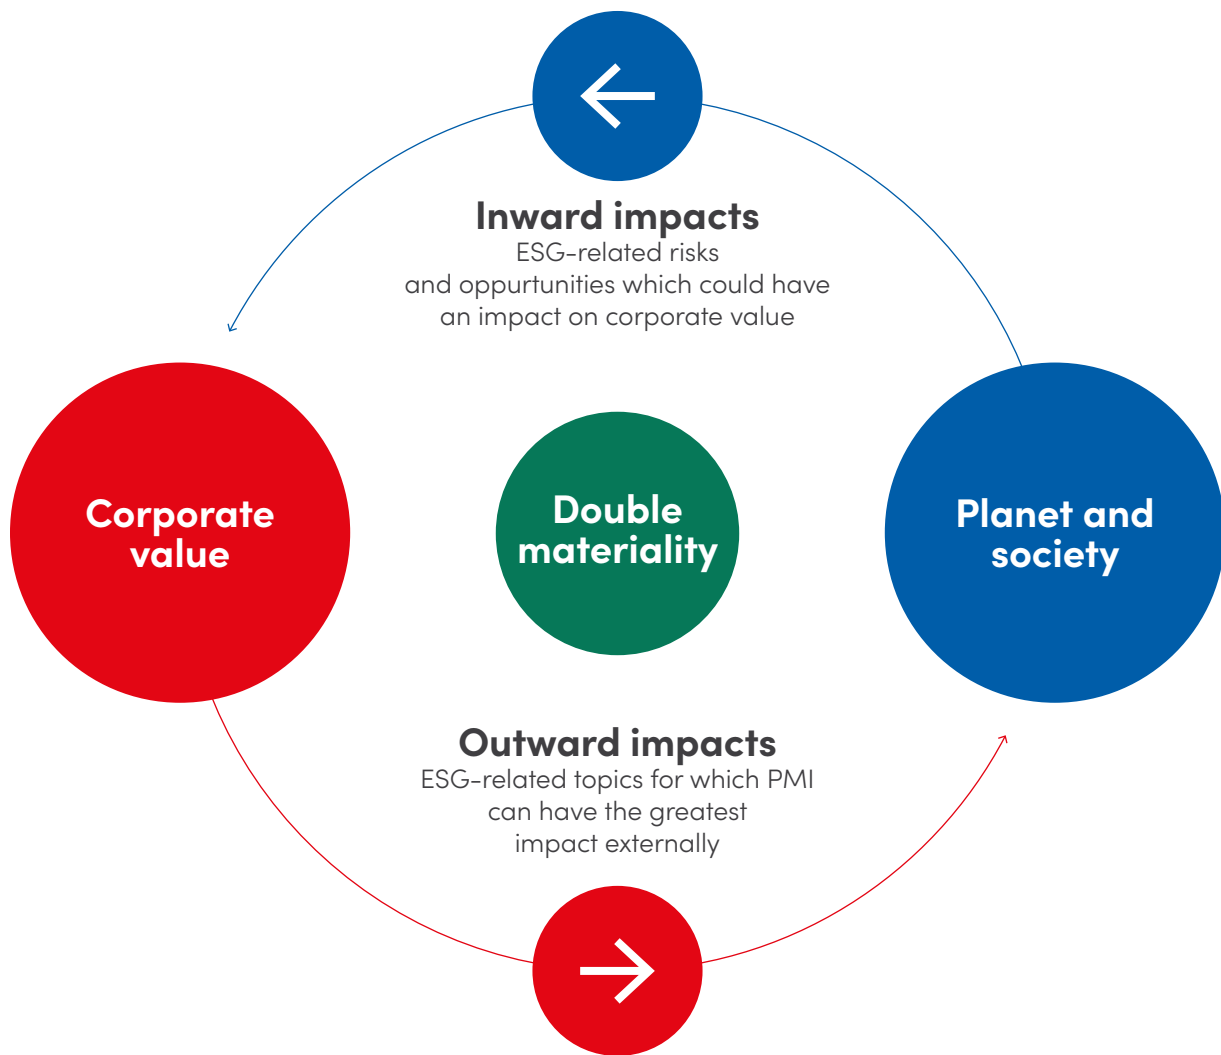 Inward impacts
ESG-related risks
and oppurtunities which could have
an impact on corporate value
Corporate
value
Double
materiality
Planet and
society
Outward impacts
ESG-related topics for which PMI
can have the greatest
impact externally